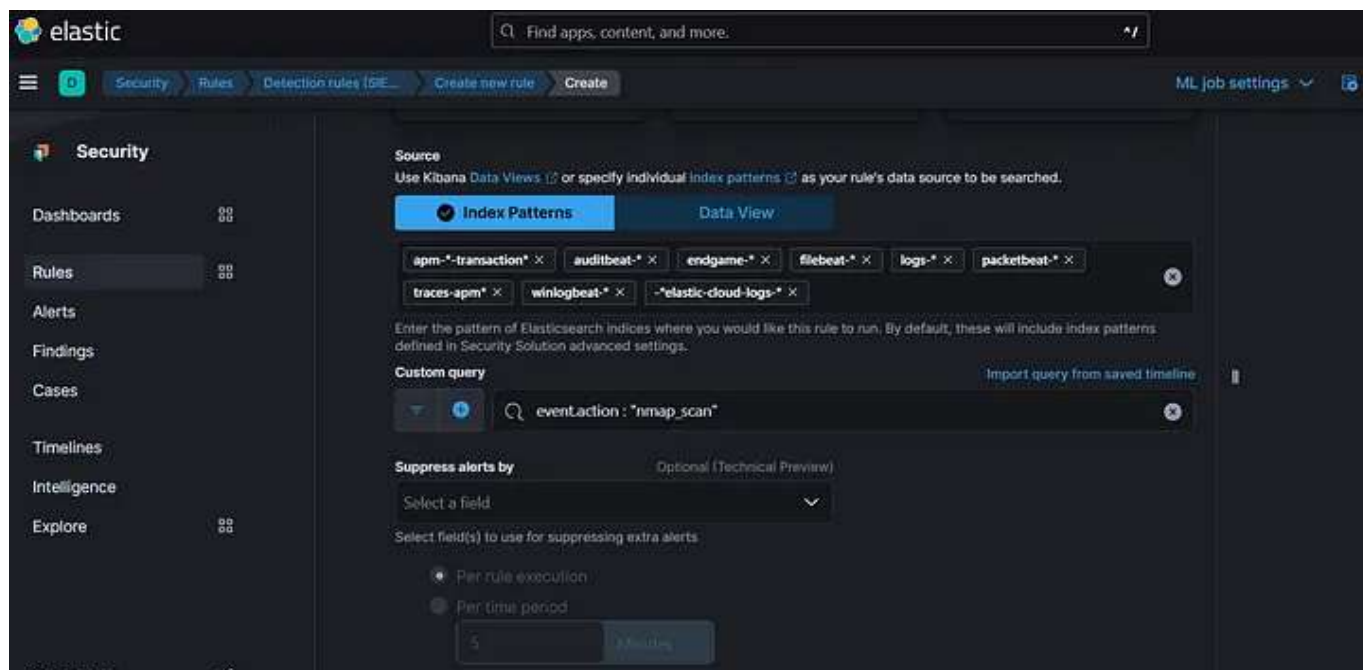 elastic
Find apps, content, and more.
^/
D
Security
Rules
Detection rules (SIE...
Create new rule
Create
ML job settings
Security
Source
Use Kibana Data Views or specify individual index patterns as your rule's data source to be searched.
Index Patterns
Data View
Dashboards
apm-*-transaction* ×
auditbeat-* ×
endgame-* ×
filebeat-* ×
logs-* ×
packetbeat-* ×
Rules
traces-apm* ×
winlogbeat-* ×
-*elastic-cloud-logs-* ×
Alerts
Enter the pattern of Elasticsearch indices where you would like this rule to run. By default, these will include index patterns
defined in Security Solution advanced settings.
Findings
Custom query
Import query from saved timeline
Cases
event.action : "nmap_scan"
Timelines
Suppress alerts by
Optional (Technical Preview)
Intelligence
Select a field
Explore
Select field(s) to use for suppressing extra alerts
Per rule execution
Per time period
5
Minutes